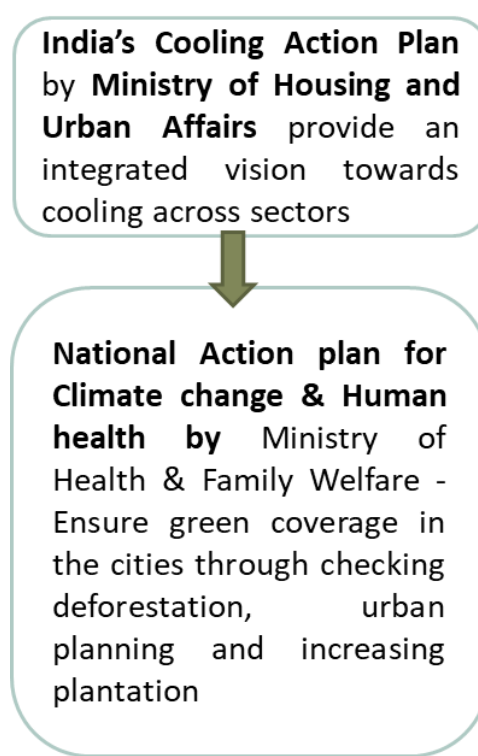 India’s Cooling Action Plan
by Ministry of Housing and
Urban Affairs provide an
integrated vision towards
cooling across sectors
National Action plan for
Climate change & Human
health by Ministry of
Health & Family Welfare -
Ensure green coverage in
the cities through checking
deforestation, urban
planning and increasing
plantation